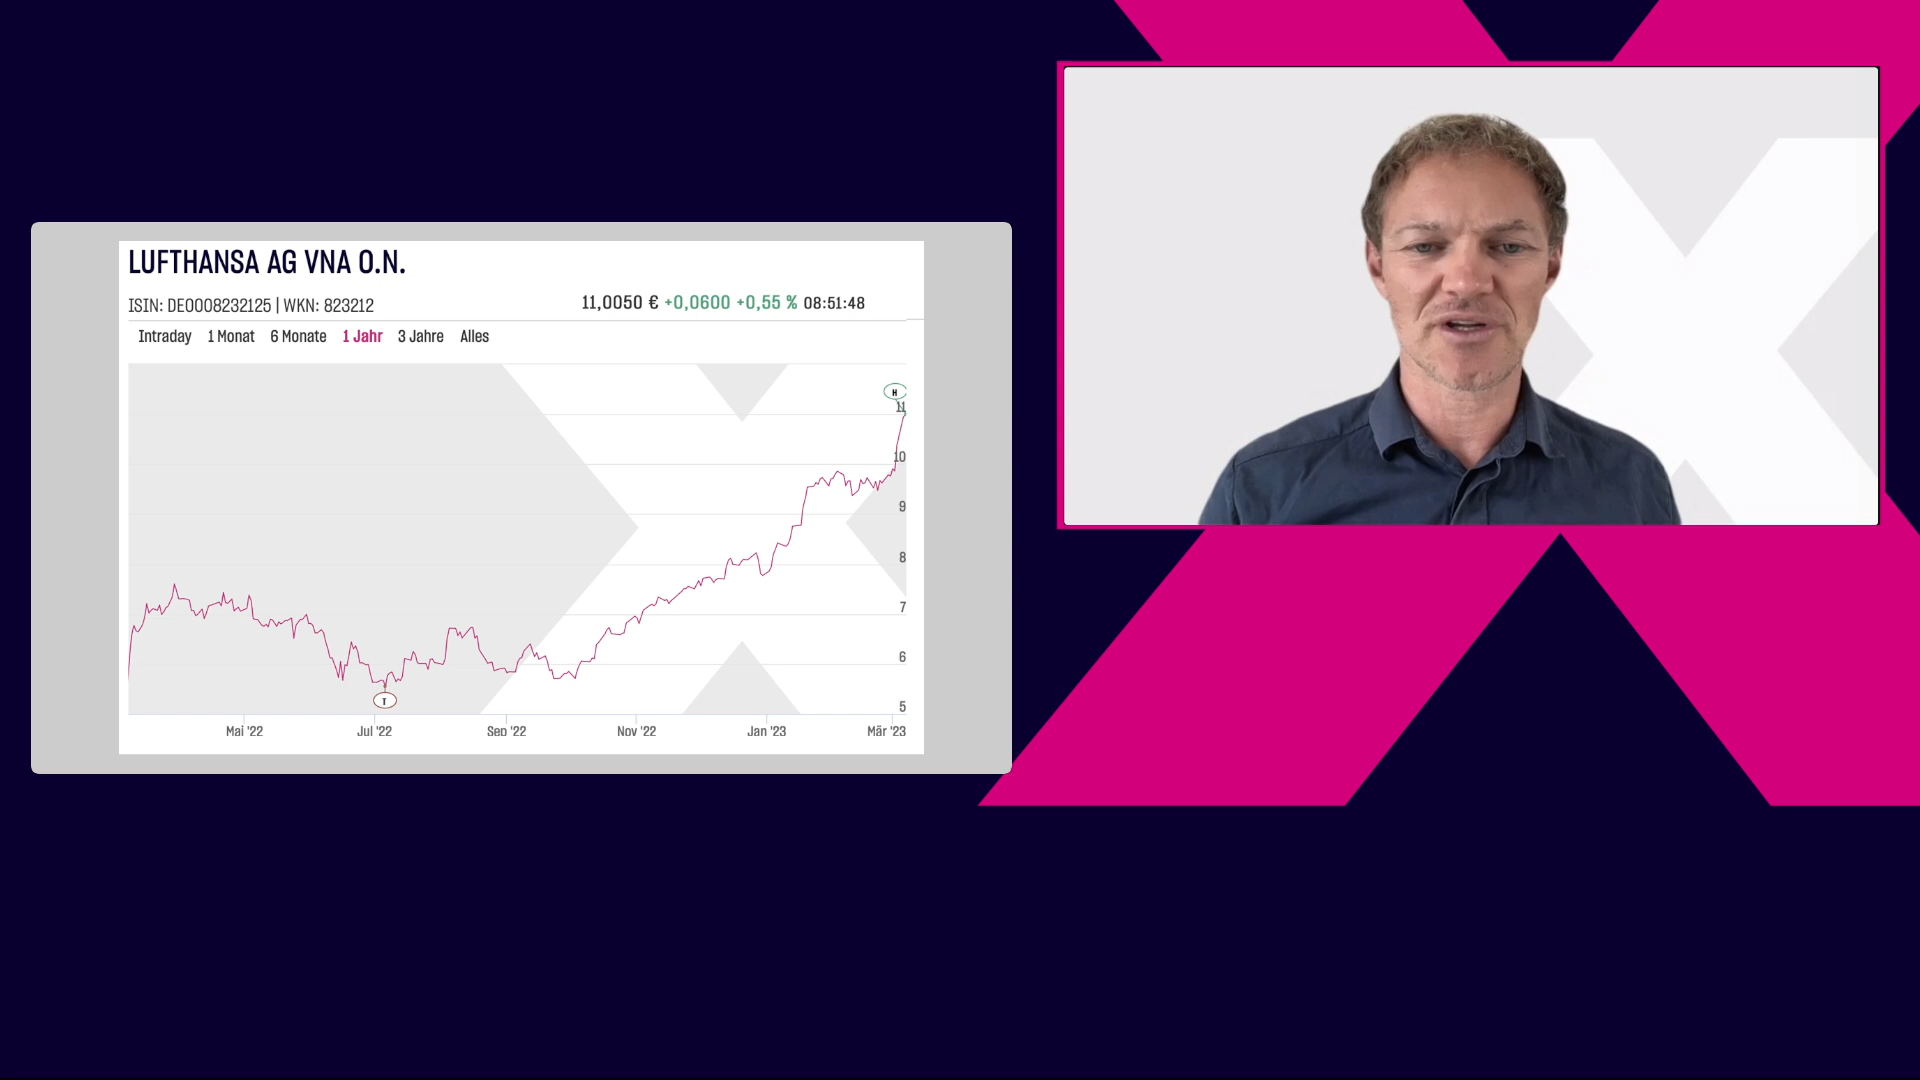 LUFTHANSA AG VNA O.N.
ISIN: DE0008232125 | WKN: 823212
11,0050 € +0,0600 +0,55 % 08:51:48
Intraday 1 Monat 6 Monate 1 Jahr 3 Jahre Alles
H
11
10
9
8
7
6
T
5
Mai '22 Jul '22 Sep '22 Nov '22 Jan '23 Mär '23